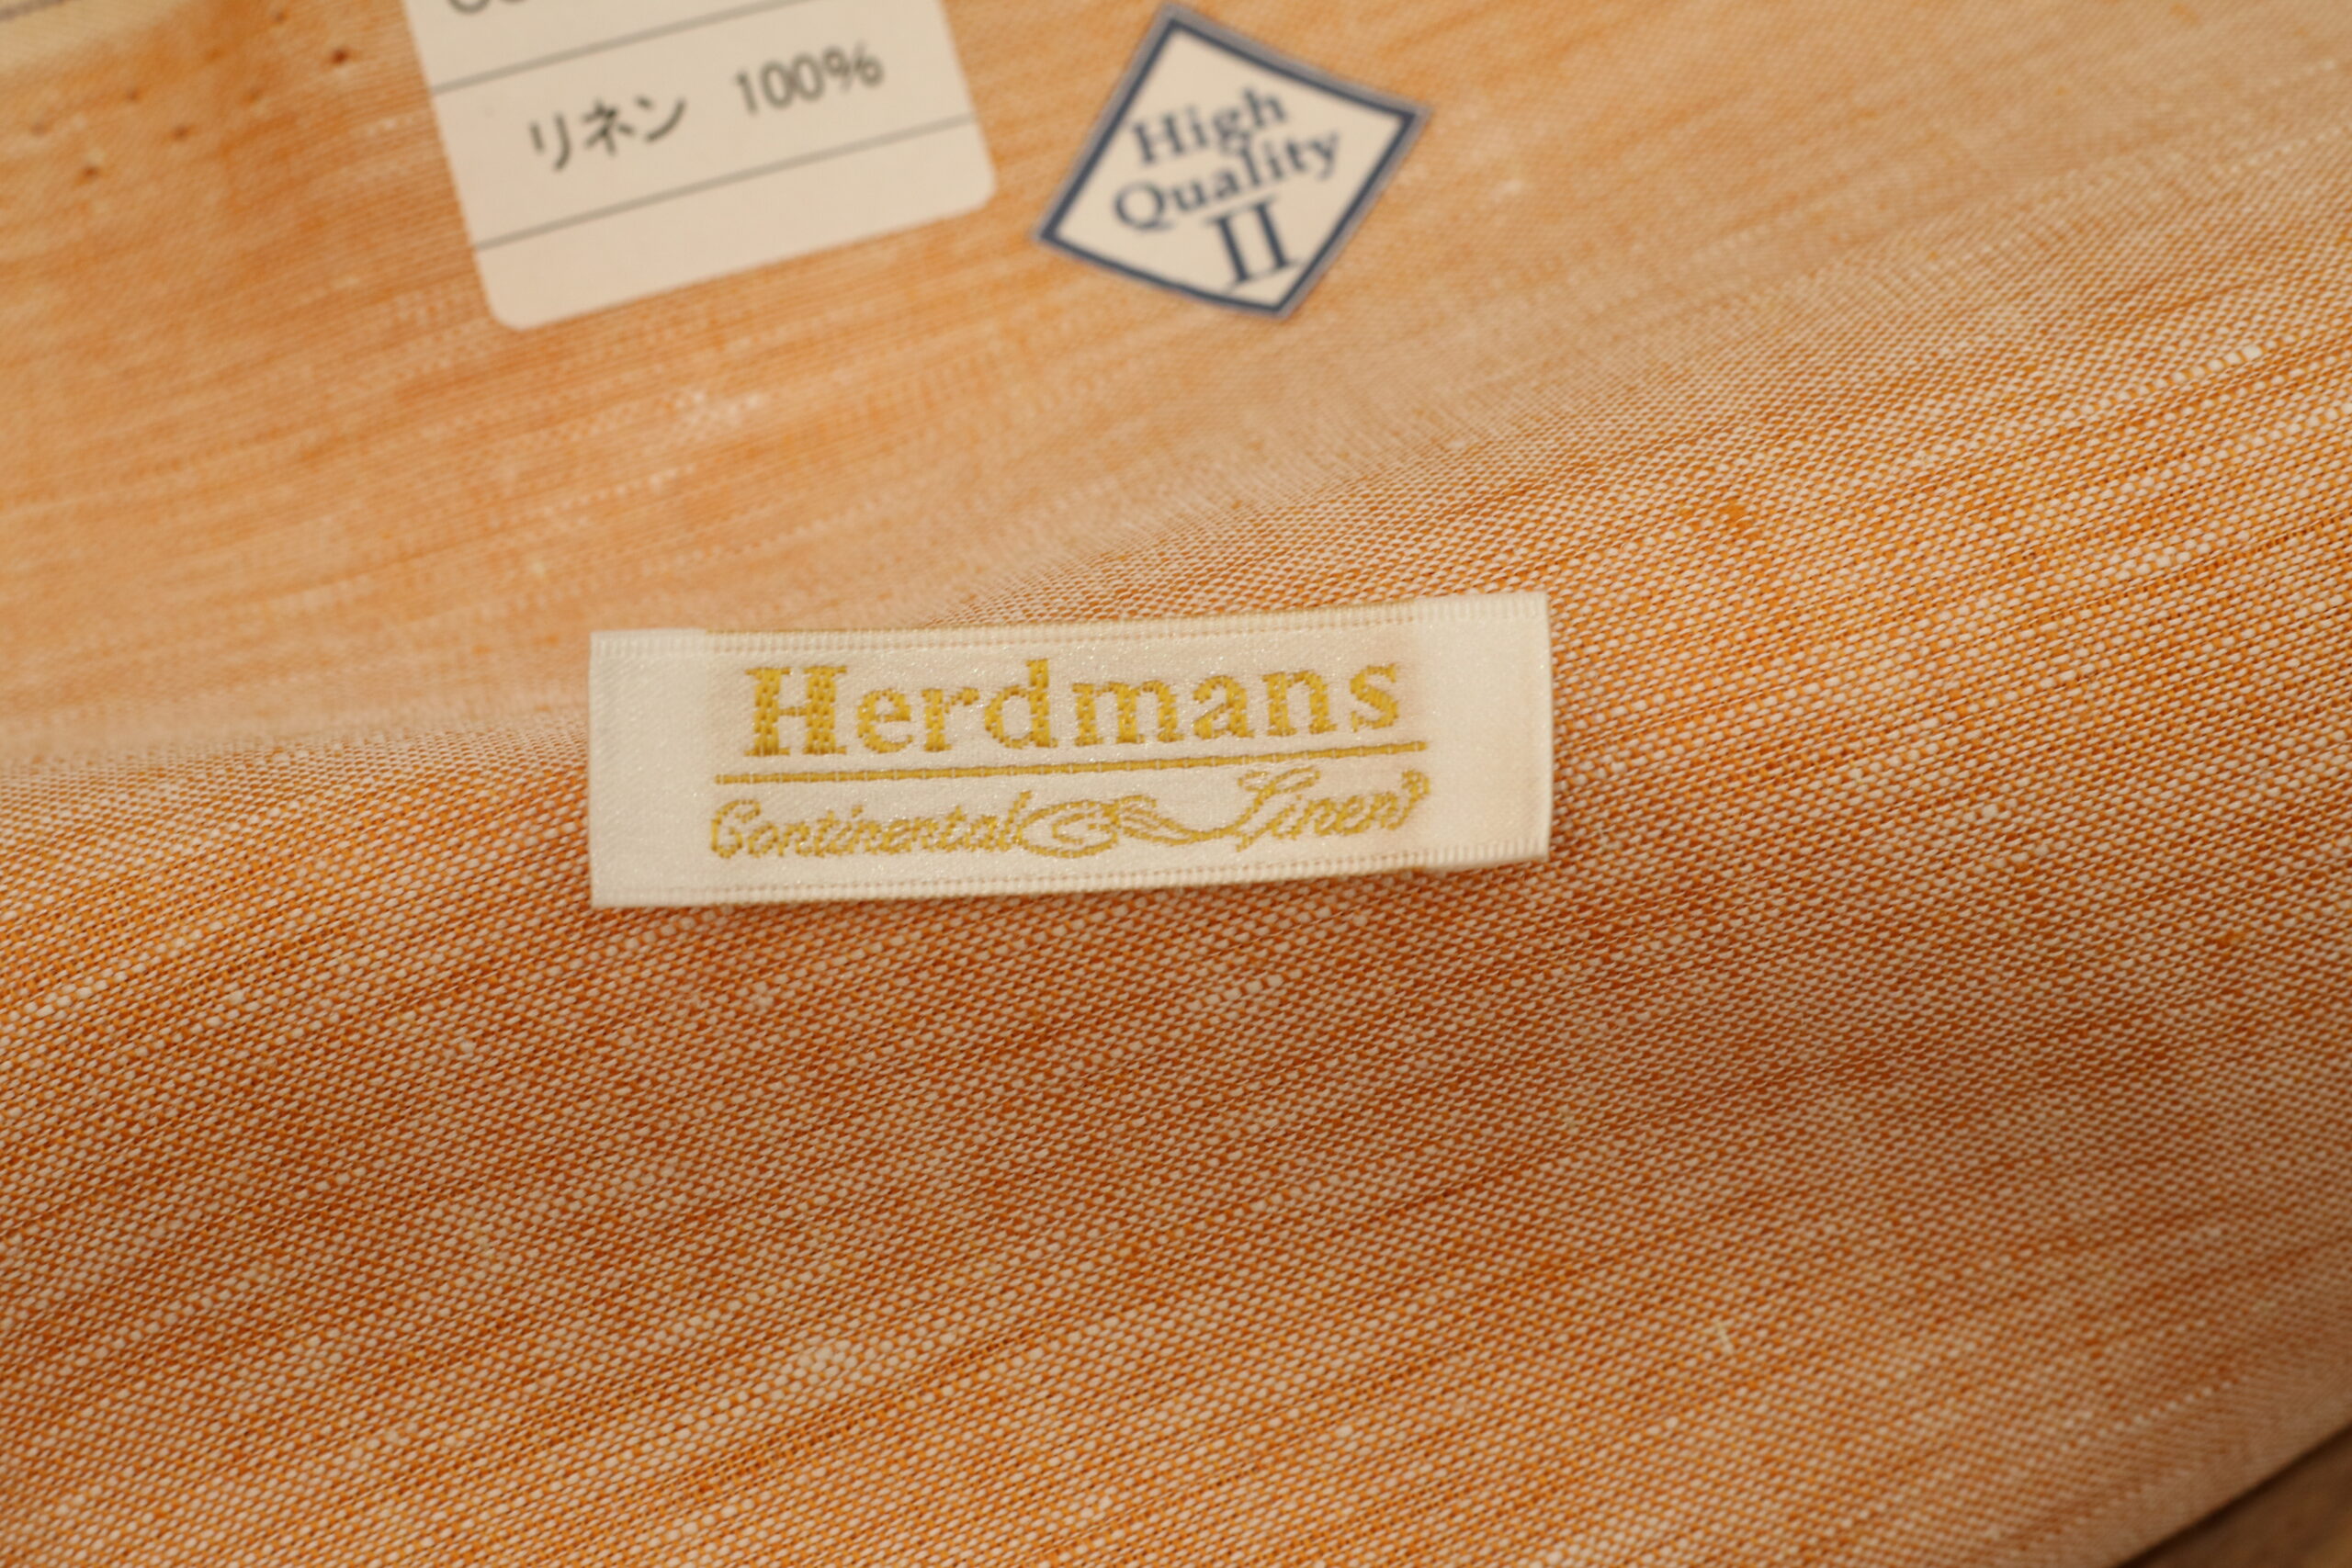 リネン 100%
High
Quality
II
Herdmans
Continental Linen